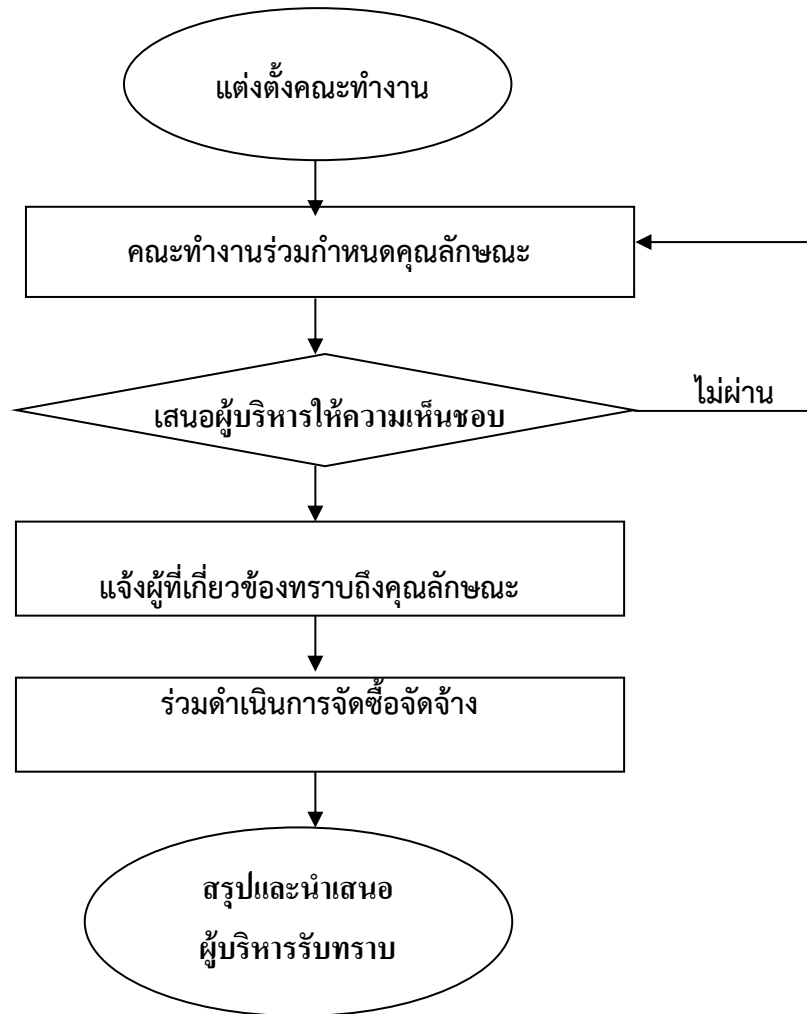 แต่งตั้งคณะทำงาน
คณะทำงานร่วมกำหนดคุณลักษณะ
เสนอผู้บริหารให้ความเห็นชอบ
ไม่ผ่าน
แจ้งผู้ที่เกี่ยวข้องทราบถึงคุณลักษณะ
ร่วมดำเนินการจัดซื้อจัดจ้าง
สรุปและนำเสนอ
ผู้บริหารรับทราบ